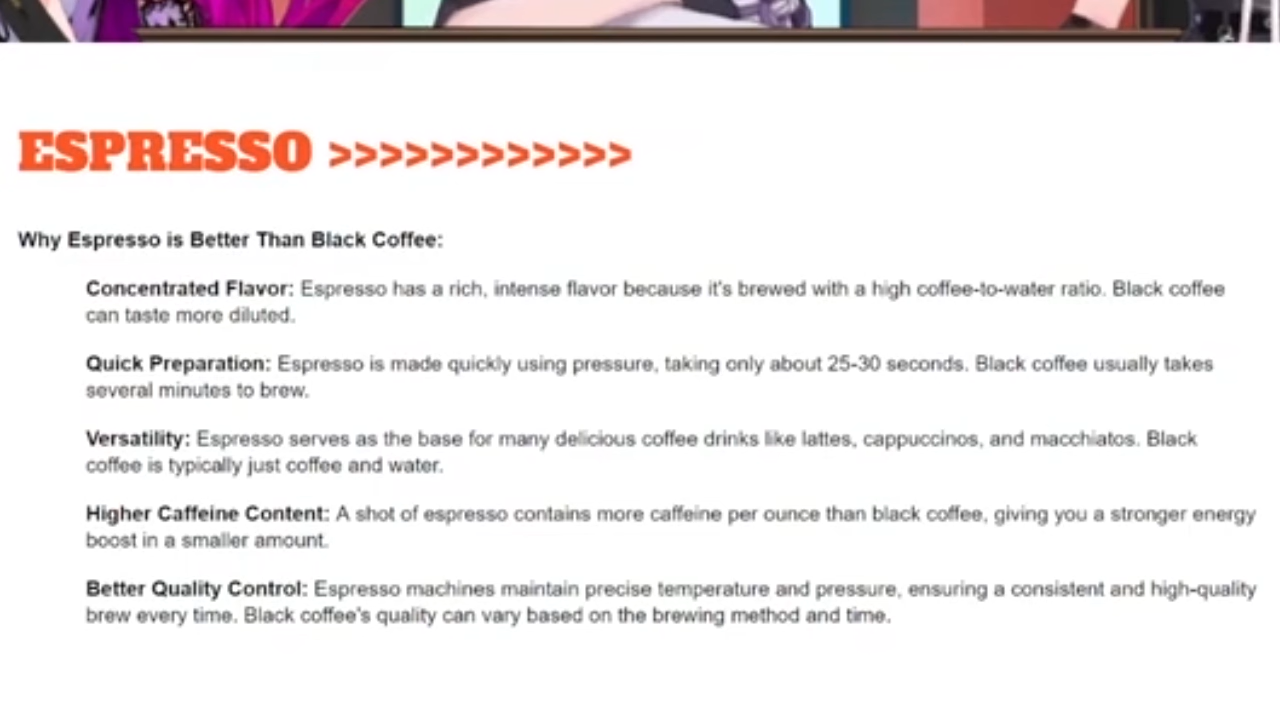 ESPRESSO >>>>>>>>>>>>
Why Espresso is Better Than Black Coffee:
Concentrated Flavor: Espresso has a rich, intense flavor because it's brewed with a high coffee-to-water ratio. Black coffee
can taste more diluted.
Quick Preparation: Espresso is made quickly using pressure, taking only about 25-30 seconds. Black coffee usually takes
several minutes to brew.
Versatility: Espresso serves as the base for many delicious coffee drinks like lattes, cappuccinos, and macchiatos. Black
coffee is typically just coffee and water.
Higher Caffeine Content: A shot of espresso contains more caffeine per ounce than black coffee, giving you a stronger energy
boost in a smaller amount.
Better Quality Control: Espresso machines maintain precise temperature and pressure, ensuring a consistent and high-quality
brew every time. Black coffee's quality can vary based on the brewing method and time.